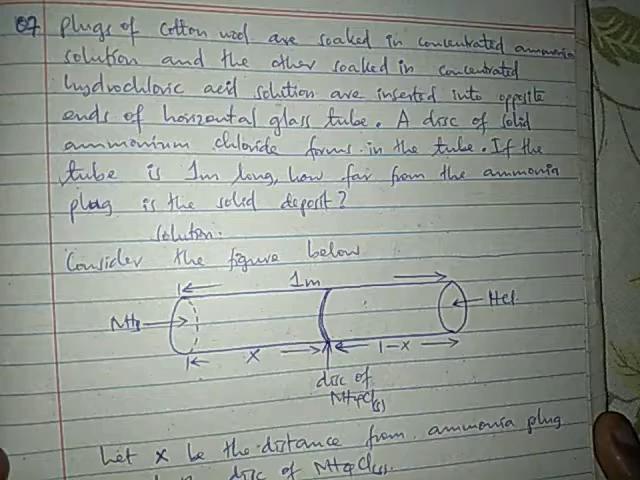 07 plugs of cotton wool are soaked in concentrated ammonia
solution and the other soaked in concentrated
hydrochloric acid solution are inserted into opposite
ends of horizontal glass tube. A disc of solid
ammonium chloride forms in the tube. If the
tube is 1m long, how far from the ammonia
plug is the solid deposit?
solution.
Consider the figure below
1m
NH3
HCl
x
1-x
disc of
NH4Cl(s)
Let x be the distance from ammonia plug
disc of NH4Cl(s).